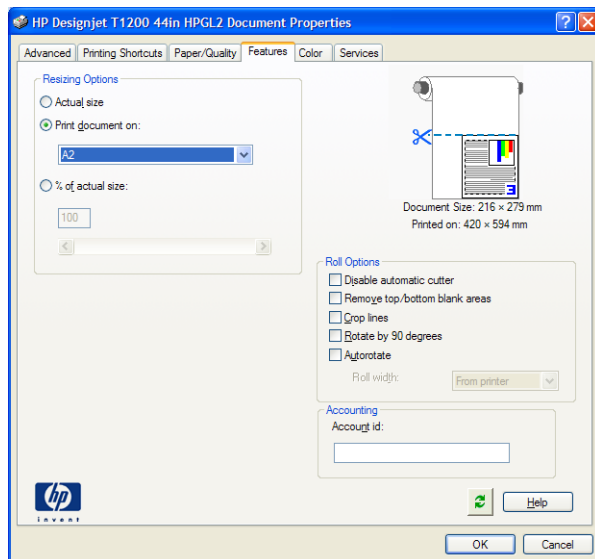 HP Designjet T1200 44in HPGL2 Document Properties
Advanced Printing Shortcuts Paper/Quality Features Color Services
Resizing Options
Actual size
Print document on:
A2
% of actual size:
100
Document Size: 216 × 279 mm
Printed on: 420 × 594 mm
Roll Options
Disable automatic cutter
Remove top/bottom blank areas
Crop lines
Rotate by 90 degrees
Autorotate
Roll width: From printer
Accounting
Account id:
hp
invent
Help
OK Cancel